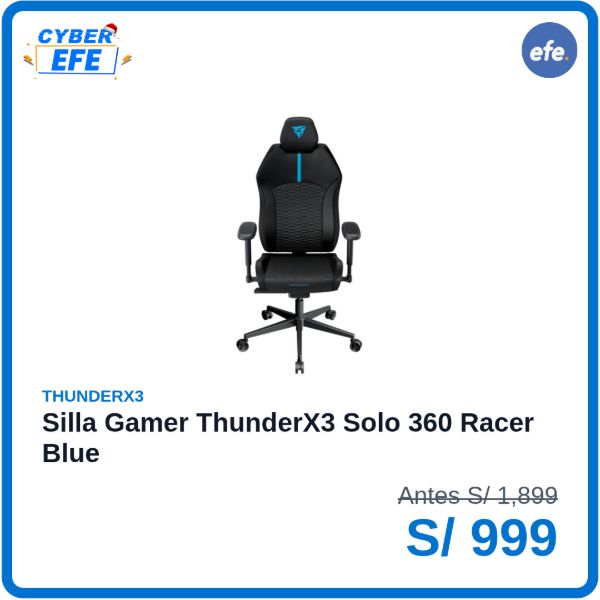 CYBER
EFE
efe.
THUNDERX3
Silla Gamer ThunderX3 Solo 360 Racer
Blue
Antes S/ 1,899
S/ 999